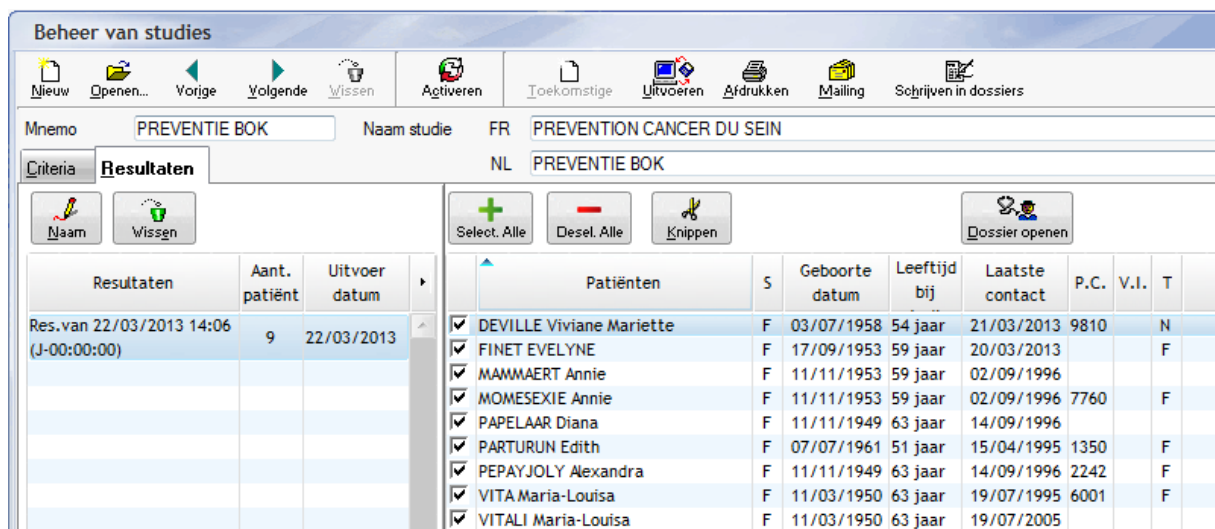 Beheer van studies
Nieuw Openen... Vorige Volgende Wissen Activeren Toekomstige Uitvoeren Afdrukken Mailing Schrijven in dossiers
Mnemo PREVENTIE BOK Naam studie FR PREVENTION CANCER DU SEIN
Criteria Resultaten NL PREVENTIE BOK
Naam Wissen Select. Alle Desel. Alle Knippen Dossier openen
Resultaten Aant. patiënt Uitvoer datum Patiënten S Geboorte datum Leeftijd bij Laatste contact P.C. V.I. T
Res.van 22/03/2013 14:06 (J-00:00:00) 9 22/03/2013
DEVILLE Viviane Mariette F 03/07/1958 54 jaar 21/03/2013 9810 N
FINET EVELYNE F 17/09/1953 59 jaar 20/03/2013 F
MAMMAERT Annie F 11/11/1953 59 jaar 02/09/1996
MOMESEXIE Annie F 11/11/1953 59 jaar 02/09/1996 7760 F
PAPELAAR Diana F 11/11/1949 63 jaar 14/09/1996
PARTURUN Edith F 07/07/1961 51 jaar 15/04/1995 1350 F
PEPAYJOLY Alexandra F 11/11/1949 63 jaar 14/09/1996 2242 F
VITA Maria-Louisa F 11/03/1950 63 jaar 19/07/1995 6001 F
VITALI Maria-Louisa F 11/03/1950 63 jaar 19/07/2005